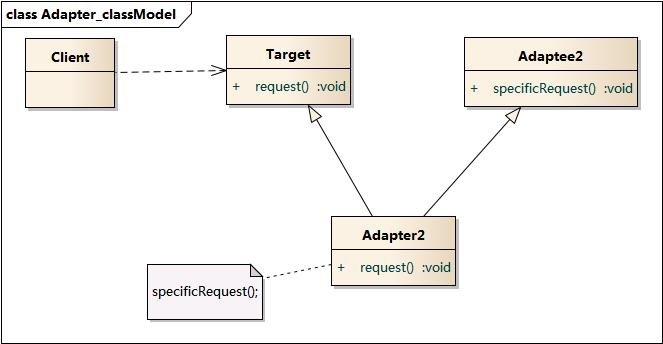 class Adapter_classModel
Client
Target
+ request() :void
Adaptee2
+ specificRequest() :void
Adapter2
+ request() :void
specificRequest();